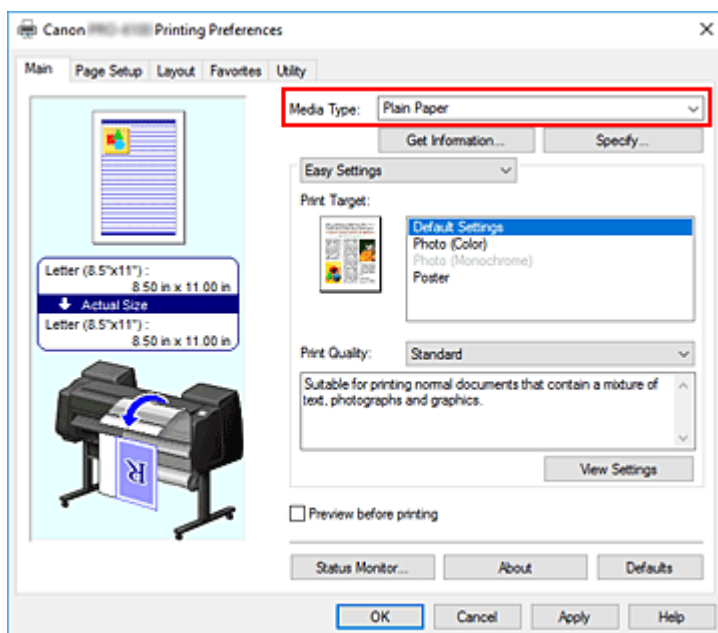 Canon Printing Preferences
Main Page Setup Layout Favorites Utility
Media Type: Plain Paper
Get Information... Specify...
Easy Settings
Print Target:
Default Settings
Photo (Color)
Photo (Monochrome)
Poster
Letter (8.5"x11") :
8.50 in x 11.00 in
Actual Size
Letter (8.5"x11") :
8.50 in x 11.00 in
Print Quality: Standard
Suitable for printing normal documents that contain a mixture of
text, photographs and graphics.
R
View Settings
Preview before printing
Status Monitor... About Defaults
OK Cancel Apply Help